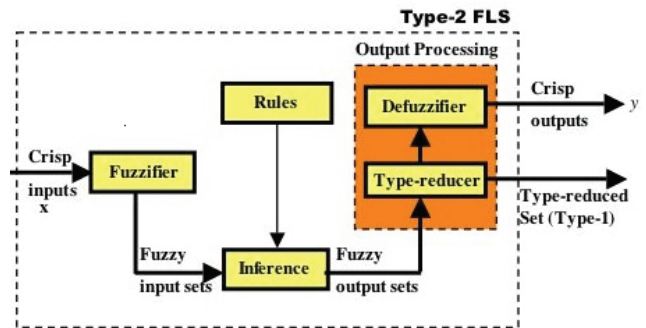 Type-2 FLS
Output Processing
Rules
Defuzzifier
Crisp
outputs
y
Crisp
inputs
x
Fuzzifier
Type-reducer
Type-reduced
Set (Type-1)
Fuzzy
input sets
Inference
Fuzzy
output sets